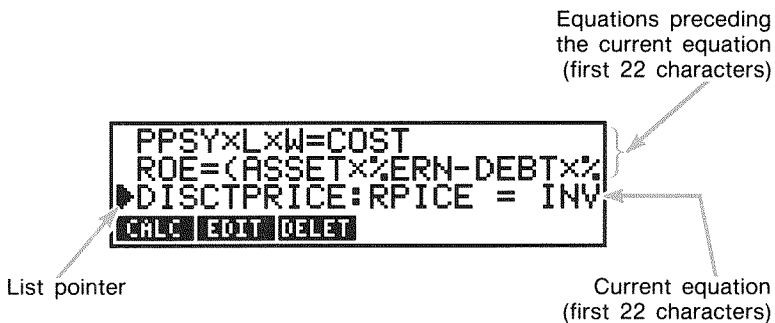 Equations preceding
the current equation
(first 22 characters)
PPSY×L×W=COST
ROE=(ASSET×%ERN-DEBT×%
DISCTPRICE:RPICE = INV
CALC EDIT DELET
List pointer
Current equation
(first 22 characters)